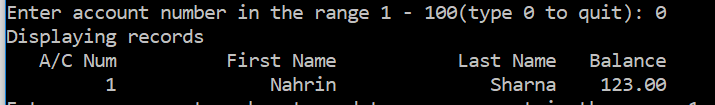 Enter account number in the range 1 - 100(type 0 to quit): 0
Displaying records
A/C Num First Name Last Name Balance
1 Nahrin Sharna 123.00